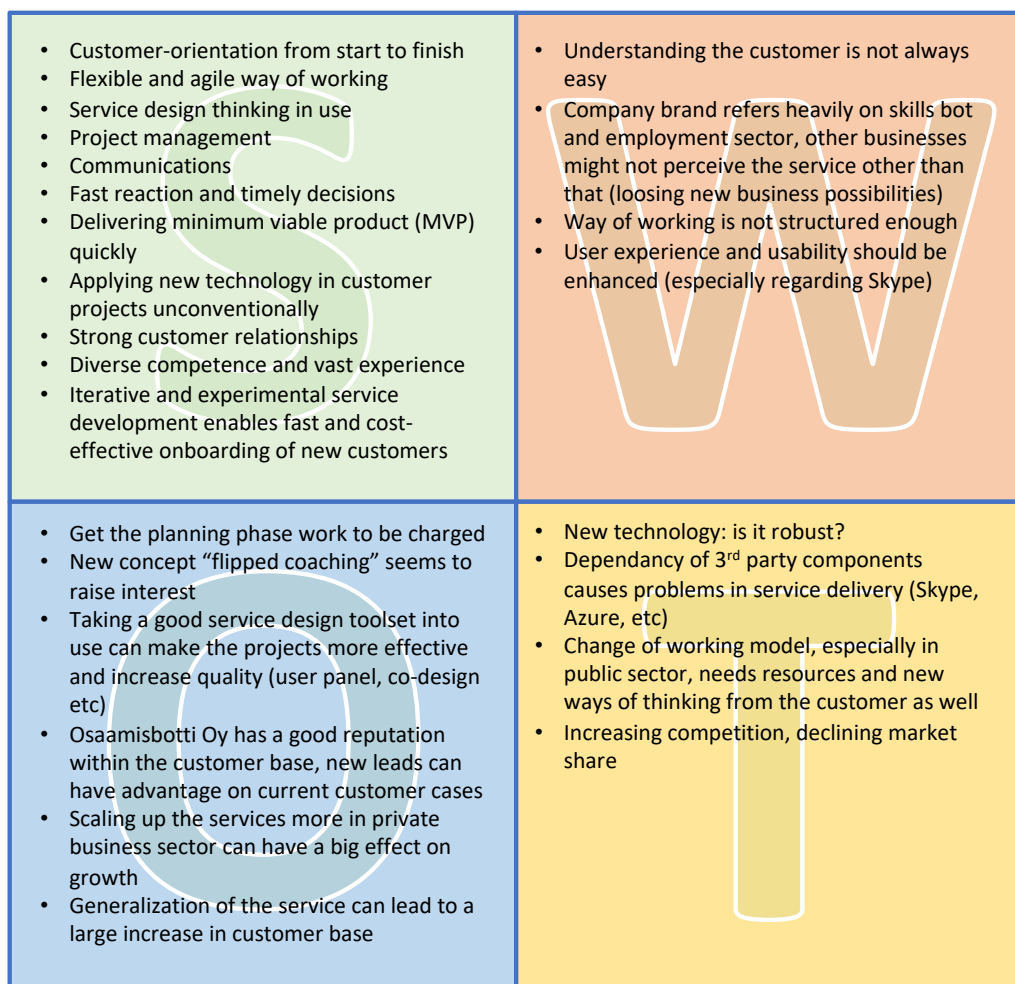 • Customer-orientation from start to finish
• Flexible and agile way of working
• Service design thinking in use
• Project management
• Communications
• Fast reaction and timely decisions
• Delivering minimum viable product (MVP)
quickly
• Applying new technology in customer
projects unconventionally
• Strong customer relationships
• Diverse competence and vast experience
• Iterative and experimental service
development enables fast and cost-
effective onboarding of new customers
S
• Understanding the customer is not always
easy
• Company brand refers heavily on skills bot
and employment sector, other businesses
might not perceive the service other than
that (loosing new business possibilities)
• Way of working is not structured enough
• User experience and usability should be
enhanced (especially regarding Skype)
W
• Get the planning phase work to be charged
• New concept “flipped coaching” seems to
raise interest
• Taking a good service design toolset into
use can make the projects more effective
and increase quality (user panel, co-design
etc)
• Osaamisbotti Oy has a good reputation
within the customer base, new leads can
have advantage on current customer cases
• Scaling up the services more in private
business sector can have a big effect on
growth
• Generalization of the service can lead to a
large increase in customer base
O
• New technology: is it robust?
• Dependancy of 3rd party components
causes problems in service delivery (Skype,
Azure, etc)
• Change of working model, especially in
public sector, needs resources and new
ways of thinking from the customer as well
• Increasing competition, declining market
share
T